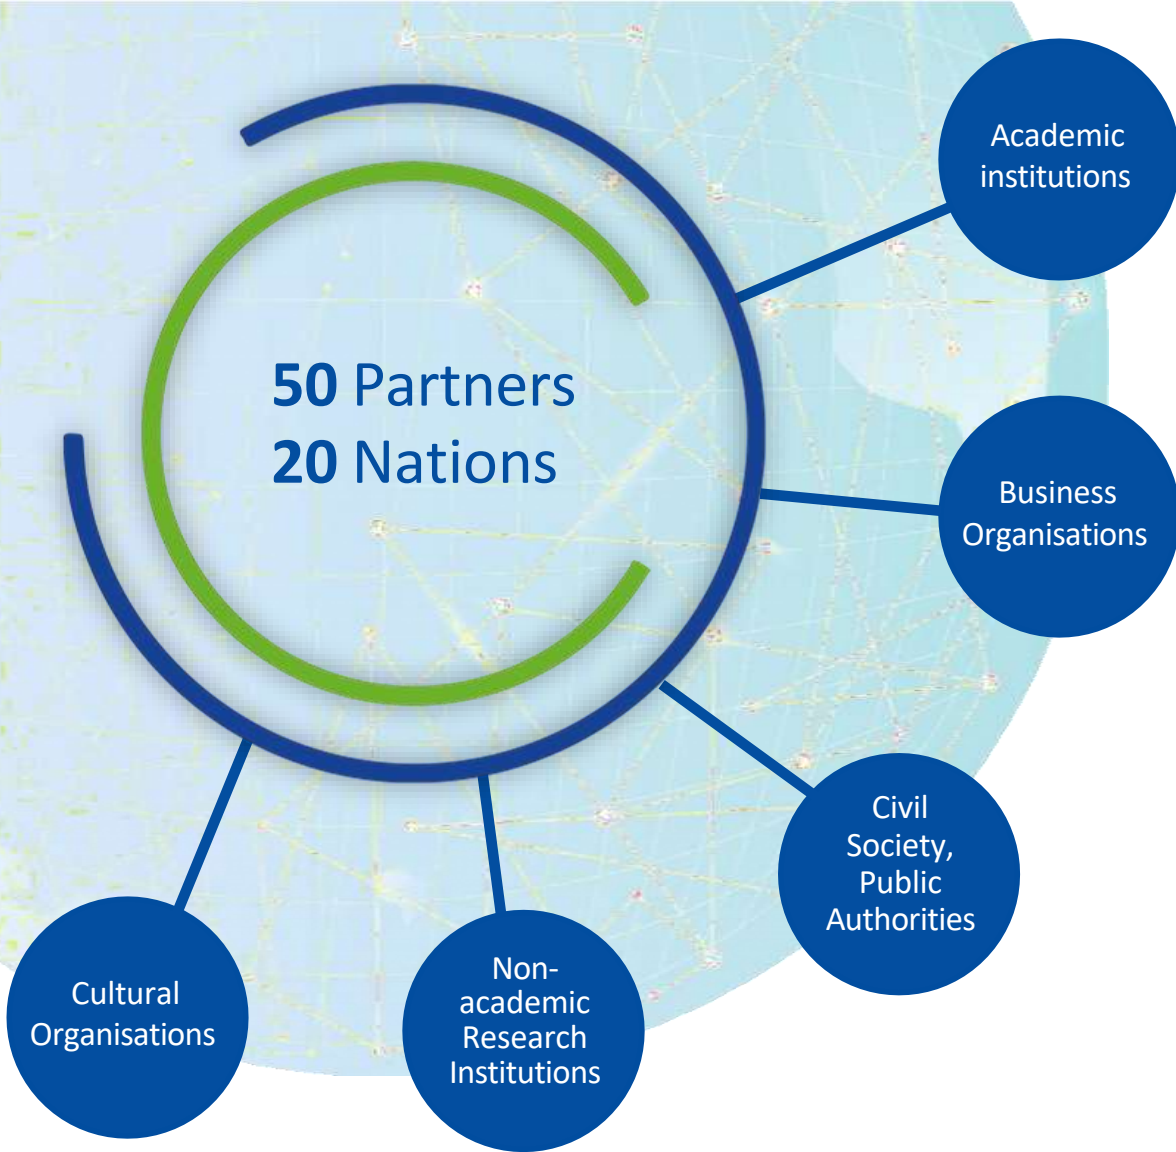 50 Partners
20 Nations
Academic
institutions
Business
Organisations
Civil
Society,
Public
Authorities
Non-
academic
Research
Institutions
Cultural
Organisations